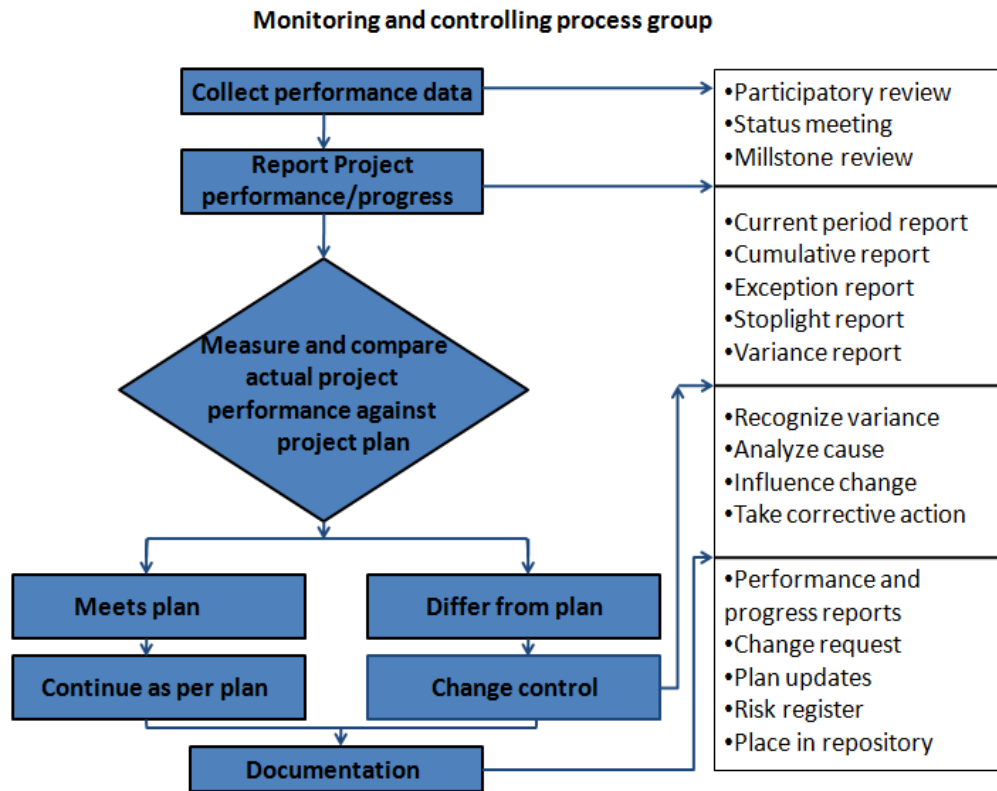 Monitoring and controlling process group
Collect performance data
•Participatory review
•Status meeting
•Millstone review
Report Project
performance/progress
•Current period report
•Cumulative report
•Exception report
•Stoplight report
•Variance report
Measure and compare
actual project
performance against
project plan
•Recognize variance
•Analyze cause
•Influence change
•Take corrective action
Meets plan
Differ from plan
Continue as per plan
Change control
Documentation
•Performance and
progress reports
•Change request
•Plan updates
•Risk register
•Place in repository